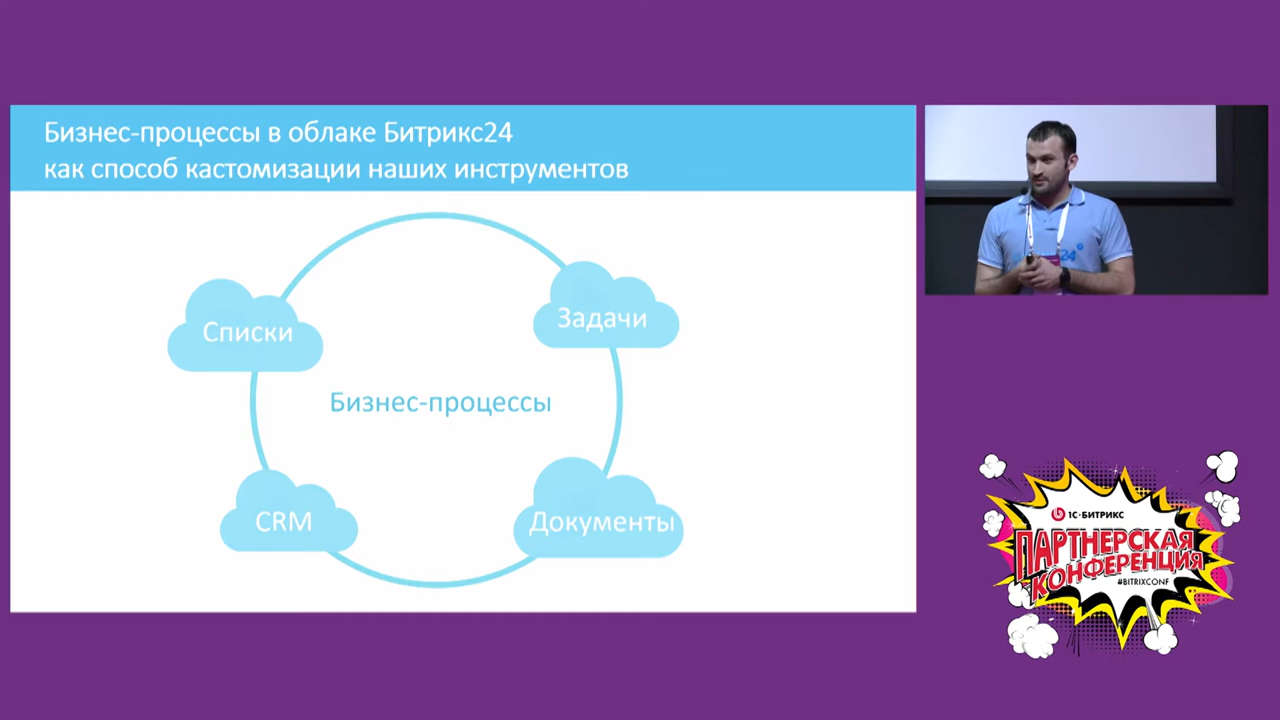 Бизнес-процессы в облаке Битрикс24
как способ кастомизации наших инструментов
Списки
Задачи
Бизнес-процессы
CRM
Документы
24
1С-БИТРИКС
ПАРТНЕРСКАЯ
КОНФЕРЕНЦИЯ
#BITRIXCONF